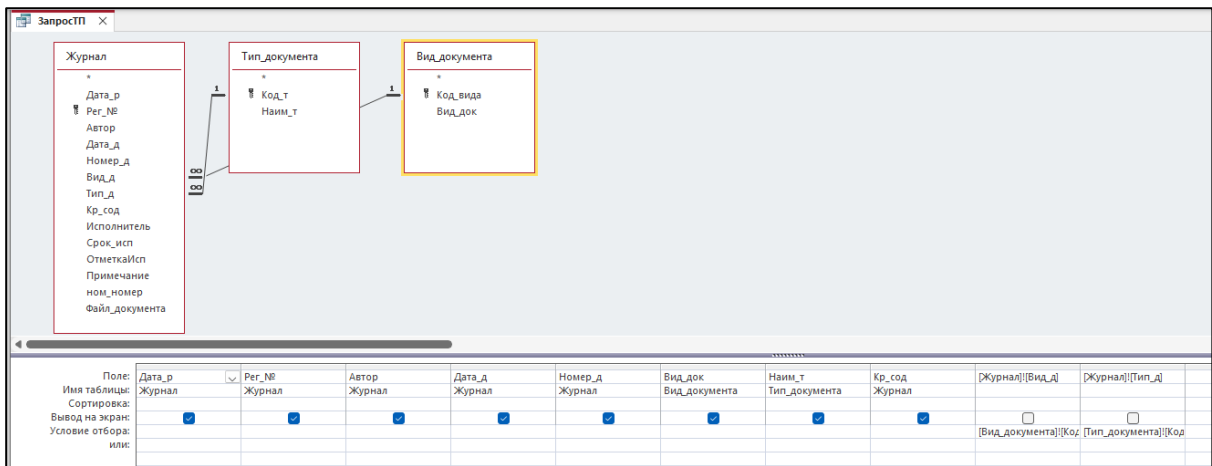 ЗапросТП
Журнал
*
Дата_р
Рег_№
Автор
Дата_д
Номер_д
Вид_д
Тип_д
Кр_сод
Исполнитель
Срок_исп
ОтметкаИсп
Примечание
ном_номер
Файл_документа
Тип_документа
*
Код_т
Наим_т
Вид_документа
*
Код_вида
Вид_док
1
1
∞
∞
Поле: Дата_р Рег_№ Автор Дата_д Номер_д Вид_док Наим_т Кр_сод [Журнал]![Вид_д] [Журнал]![Тип_д]
Имя таблицы: Журнал Журнал Журнал Журнал Журнал Вид_документа Тип_документа Журнал
Сортировка:
Вывод на экран:
Условие отбора: [Вид_документа]![Код [Тип_документа]![Код
или: